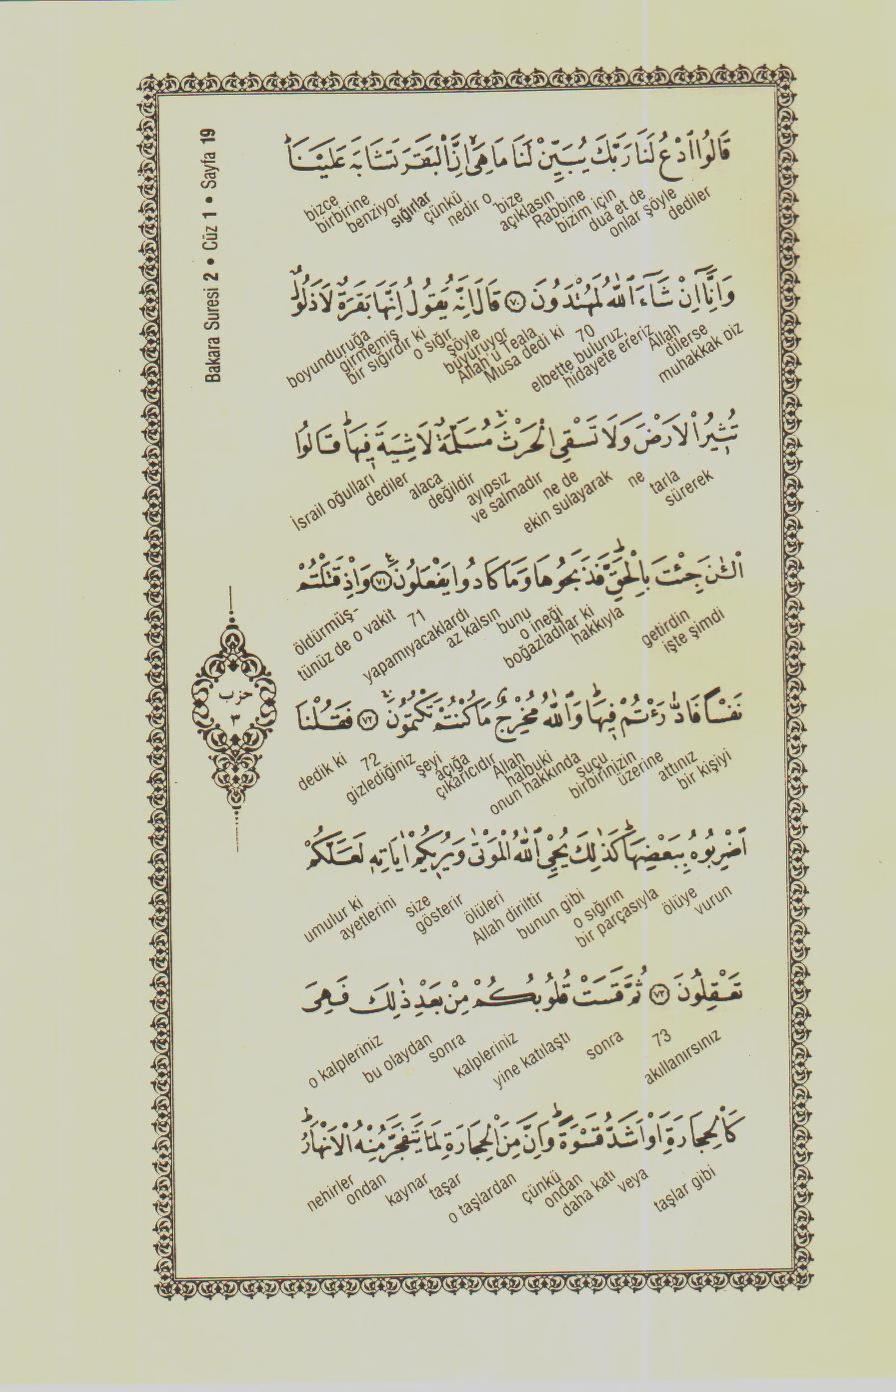 Bakara Suresi 2 • Cüz 1 • Sayfa 19
قَالُوا ادْعُ لَنَا رَبَّكَ يُبَيِّنْ لَنَا مَا هِىَۙ اِنَّ الْبَقَرَ تَشَابَهَ عَلَيْنَاۜ
dediler onlar şöyle dua et de bizim için Rabbine açıklasın bize nedir o çünkü sığırlar benziyor birbirine bizce
وَاِنَّٓا اِنْ شَٓاءَ اللّٰهُ لَمُهْتَدُونَ ﴿٧٠﴾ قَالَ اِنَّهُ يَقُولُ اِنَّهَا بَقَرَةٌ لَا ذَلُولٌ
muhakkak biz dilerse Allah hidayete ereriz elbette buluruz, 70 Musa dedi ki Allah'ü Teala buyuruyor şöyle o sığır bir sığırdır ki girmemiş boyunduruğa
تُثِيرُ الْاَرْضَ وَلَا تَسْقِى الْحَرْثَۚ مُسَلَّمَةٌ لَا شِيَةَ فِيهَاۜ قَالُوا
sürerek tarla ne ekin sulayarak ne de ve salmadır ayıpsız değildir alaca dediler İsrail oğulları
الْـٰٔنَ جِئْتَ بِالْحَقِّۜ فَذَبَحُوهَا وَمَا كَادُوا يَفْعَلُونَ ﴿٧١﴾ وَاِذْ قَتَلْتُمْ
işte şimdi getirdin hakkıyla boğazladılar ki o ineği bunu az kalsın yapamıyacaklardı 71 tünüz de o vakit öldürmüş-
نَفْسًا فَادّٰرَءْتُمْ فِيهَاۜ وَاللّٰهُ مُخْرِجٌ مَا كُنْتُمْ تَكْتُمُونَۚ ﴿٧٢﴾ فَقُلْنَا
bir kişiyi attınız üzerine birbirinizin suçu onun hakkında halbuki Allah çıkarıcıdır açığa şeyi gizlediğiniz 72 dedik ki
حزب
٣
اضْرِبُوهُ بِبَعْضِهَاۜ كَذٰلِكَ يُحْيِى اللّٰهُ الْمَوْتٰى وَيُرِيكُمْ اٰيَاتِهِ لَعَلَّكُمْ
vurun ölüye bir parçasıyla o sığırın bunun gibi Allah diriltir ölüleri gösterir size ayetlerini umulur ki
تَعْقِلُونَ ﴿٧٣﴾ ثُمَّ قَسَتْ قُلُوبُكُمْ مِنْ بَعْدِ ذٰلِكَ فَهِىَ
akıllanırsınız 73 sonra yine katılaştı kalpleriniz sonra bu olaydan o kalpleriniz
كَالْحِجَارَةِ اَوْ اَشَدُّ قَسْوَةًۜ وَاِنَّ مِنَ الْحِجَارَةِ لَمَا يَتَفَجَّرُ مِنْهُ الْاَنْهَارُۜ
taşlar gibi veya daha katı ondan çünkü o taşlardan taşar kaynar ondan nehirler